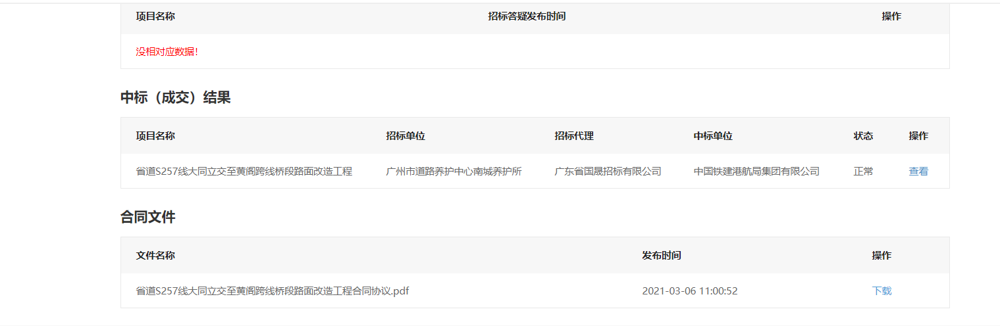 项目名称 招标答疑发布时间 操作
没相对应数据!
中标（成交）结果
项目名称 招标单位 招标代理 中标单位 状态 操作
省道S257线大同立交至黄阁跨线桥段路面改造工程 广州市道路养护中心南城养护所 广东省国晟招标有限公司 中国铁建港航局集团有限公司 正常 查看
合同文件
文件名称 发布时间 操作
省道S257线大同立交至黄阁跨线桥段路面改造工程合同协议.pdf 2021-03-06 11:00:52 下载